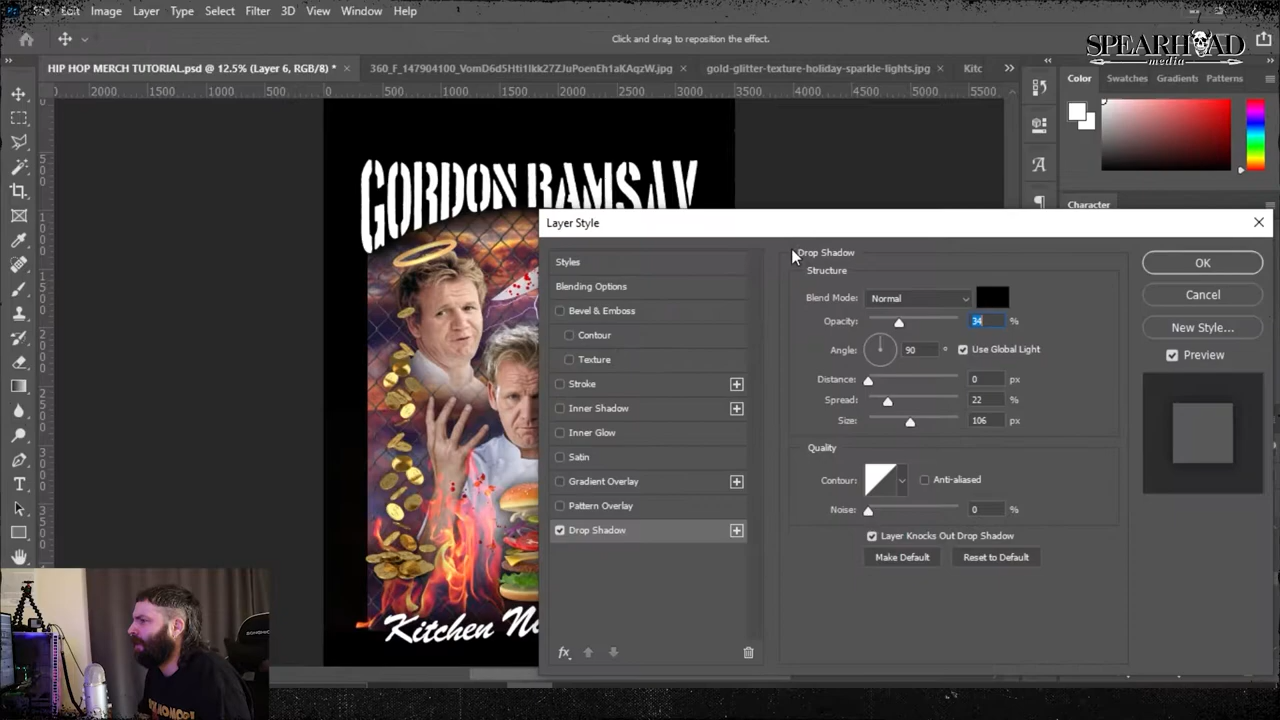 File Edit Image Layer Type Select Filter 3D View Window Help
Click and drag to reposition the effect.
SPEARHEAD
media
HIP HOP MERCH TUTORIAL.psd @ 12.5% (Layer 6, RGB/8) *
360_F_147904100_VomD6d5Hti1Ikk27ZJuPoenEh1aKAqzW.jpg
gold-glitter-texture-holiday-sparkle-lights.jpg
Kitc
Color Swatches Gradients Patterns
2000 1500 1000 500 0 500 1000 1500 2000 2500 3000 3500 4000 4500 5000 5500
GORDON RAMSAY
Character
Layer Style
Styles
Blending Options
Bevel & Emboss
Contour
Texture
Stroke
Inner Shadow
Inner Glow
Satin
Gradient Overlay
Pattern Overlay
Drop Shadow
fx
Drop Shadow
Structure
Blend Mode: Normal
Opacity: 34 %
Angle: 90 ° Use Global Light
Distance: 0 px
Spread: 22 %
Size: 106 px
Quality
Contour: Anti-aliased
Noise: 0 %
Layer Knocks Out Drop Shadow
Make Default Reset to Default
OK
Cancel
New Style...
Preview
Kitchen N